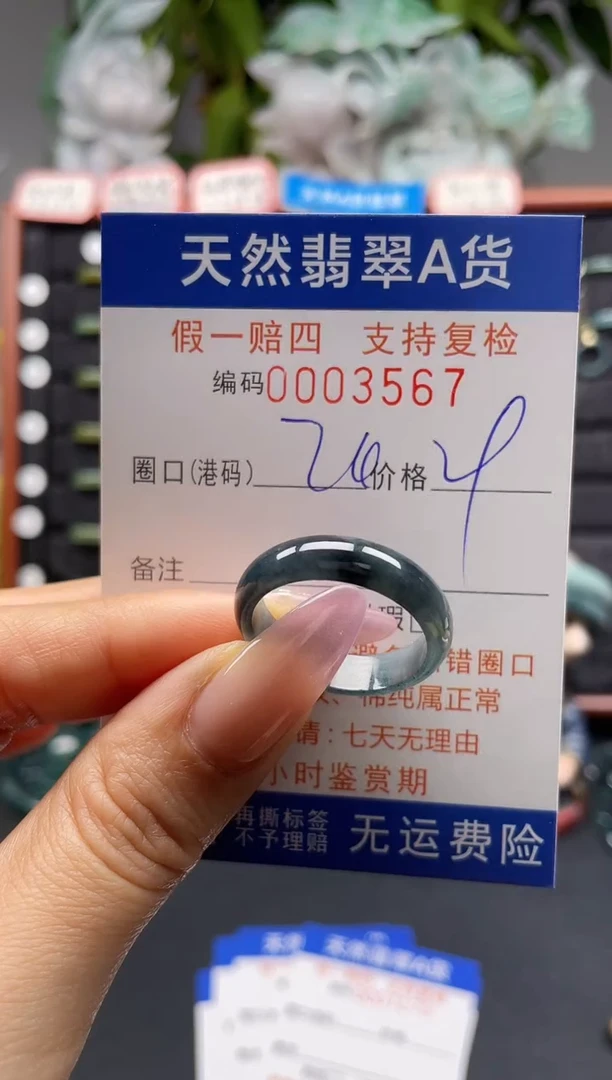 天然翡翠A货
假一赔四 支持复检
编码0003567
圈口(港码) 价格
备注
瑕
错圈口
棉纯属正常
请：七天无理由
小时鉴赏期
再撕标签
不予理赔
无运费险